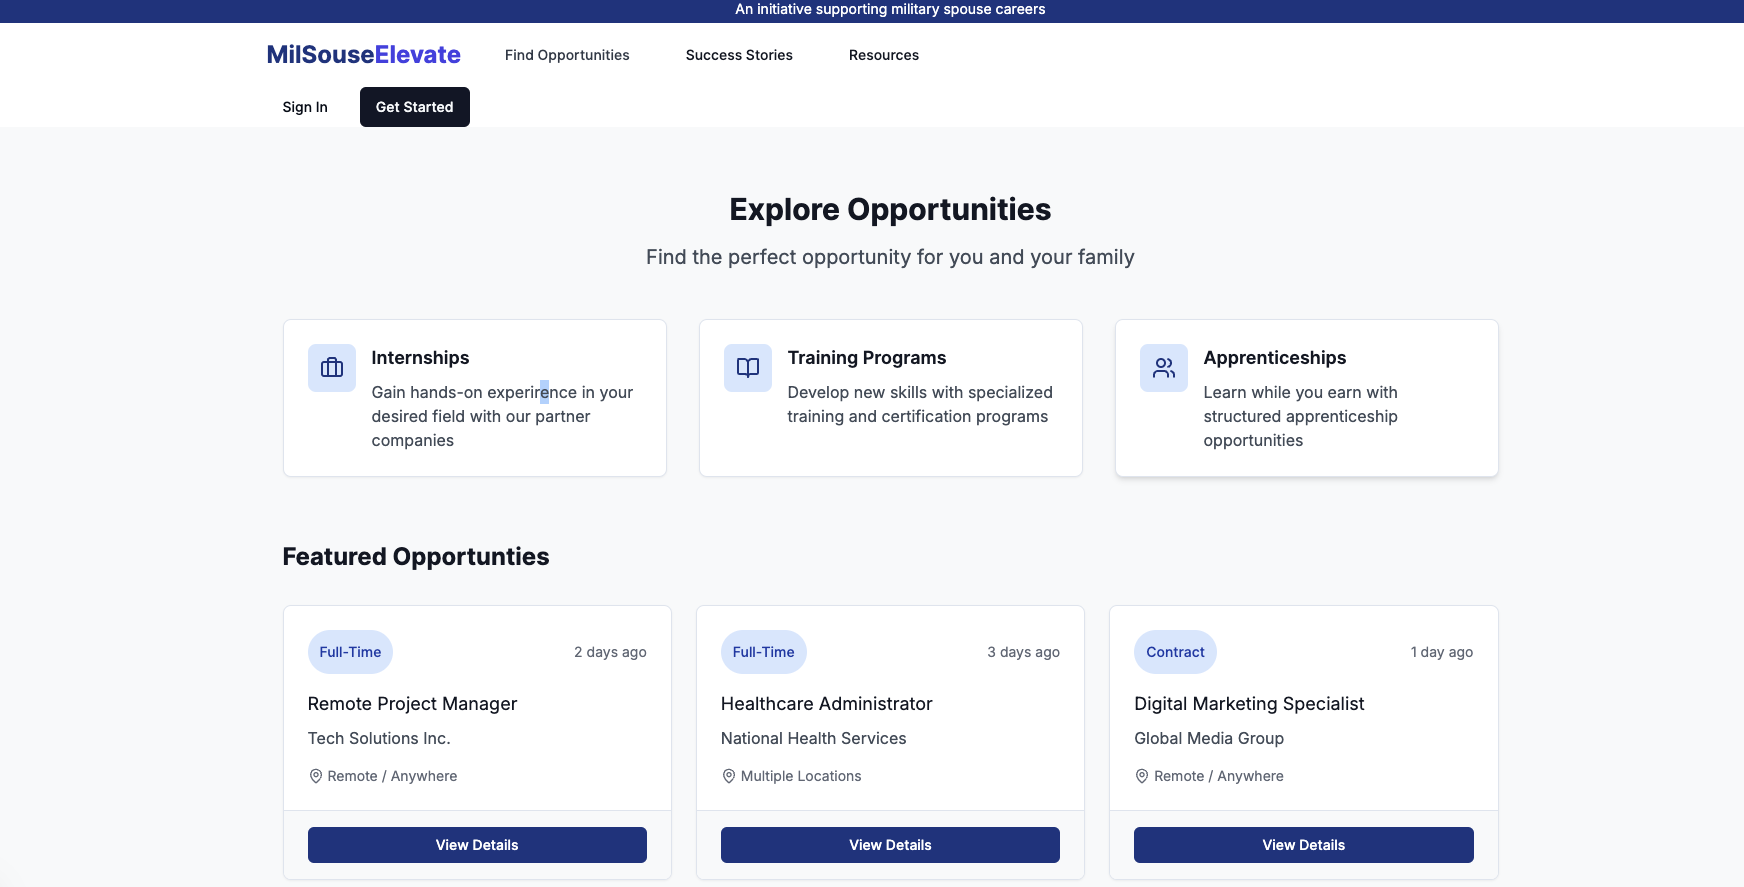 An initiative supporting military spouse careers
MilSouseElevate
Find Opportunities
Success Stories
Resources
Sign In
Get Started
Explore Opportunities
Find the perfect opportunity for you and your family
Internships
Gain hands-on experirence in your
desired field with our partner
companies
Training Programs
Develop new skills with specialized
training and certification programs
Apprenticeships
Learn while you earn with
structured apprenticeship
opportunities
Featured Opportunties
Full-Time
2 days ago
Remote Project Manager
Tech Solutions Inc.
Remote / Anywhere
View Details
Full-Time
3 days ago
Healthcare Administrator
National Health Services
Multiple Locations
View Details
Contract
1 day ago
Digital Marketing Specialist
Global Media Group
Remote / Anywhere
View Details